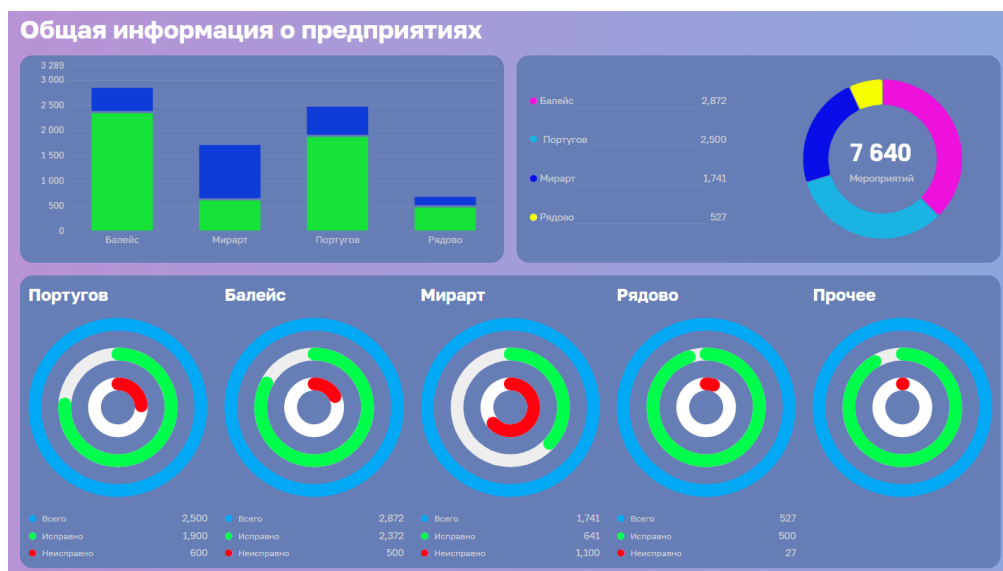 Общая информация о предприятиях
3 289
3 000
2 500
2 000
1 500
1 000
500
0
Балейс
Мирарт
Португов
Рядово
Балейс 2,872
Португов 2,500
Мирарт 1,741
Рядово 527
7 640
Мероприятий
Португов
Всего 2,500
Исправно 1,900
Неисправно 600
Балейс
Всего 2,872
Исправно 2,372
Неисправно 500
Мирарт
Всего 1,741
Исправно 641
Неисправно 1,100
Рядово
Всего 527
Исправно 500
Неисправно 27
Прочее